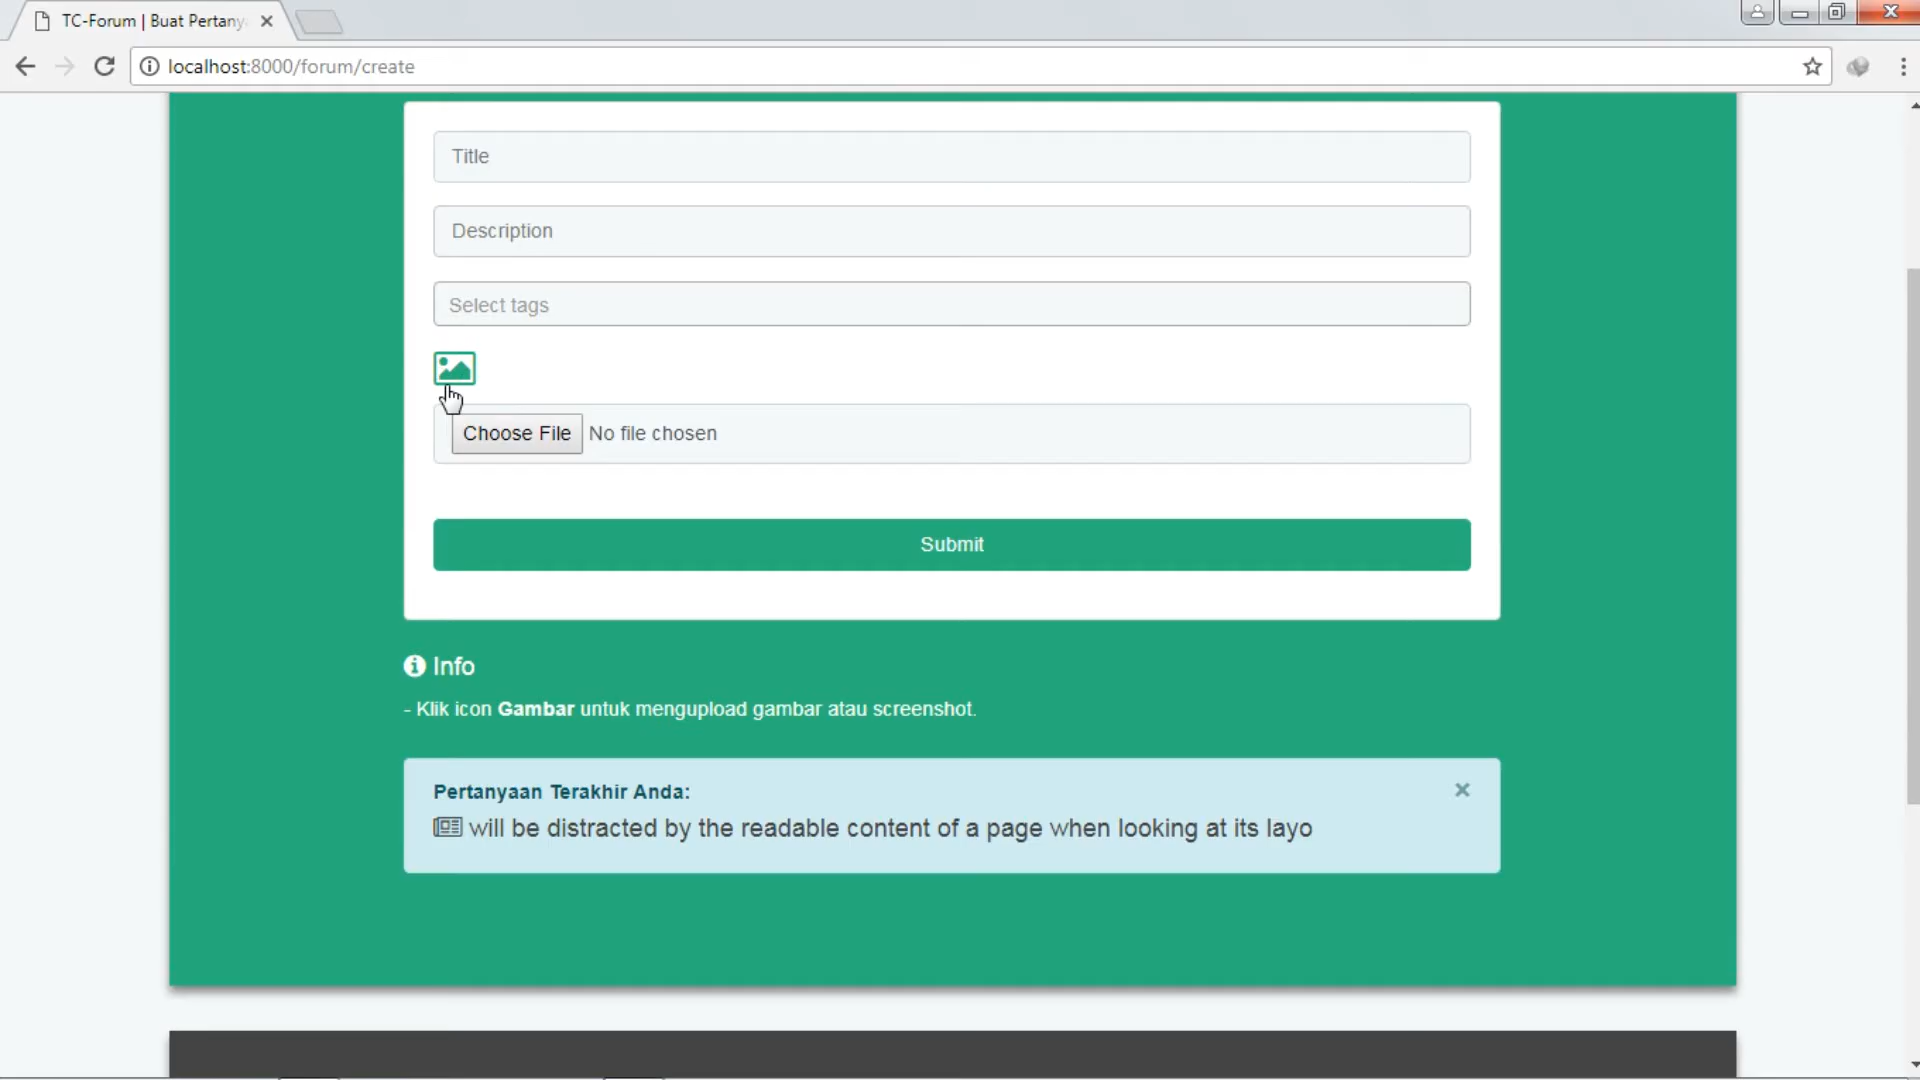 TC-Forum | Buat Pertany
localhost:8000/forum/create
Title
Description
Select tags
Choose File No file chosen
Submit
Info
- Klik icon Gambar untuk mengupload gambar atau screenshot.
Pertanyaan Terakhir Anda:
will be distracted by the readable content of a page when looking at its layo